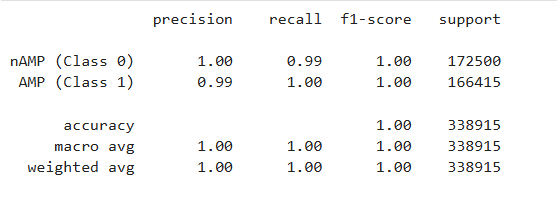 precision recall f1-score support
nAMP (Class 0) 1.00 0.99 1.00 172500
AMP (Class 1) 0.99 1.00 1.00 166415
accuracy 1.00 338915
macro avg 1.00 1.00 1.00 338915
weighted avg 1.00 1.00 1.00 338915